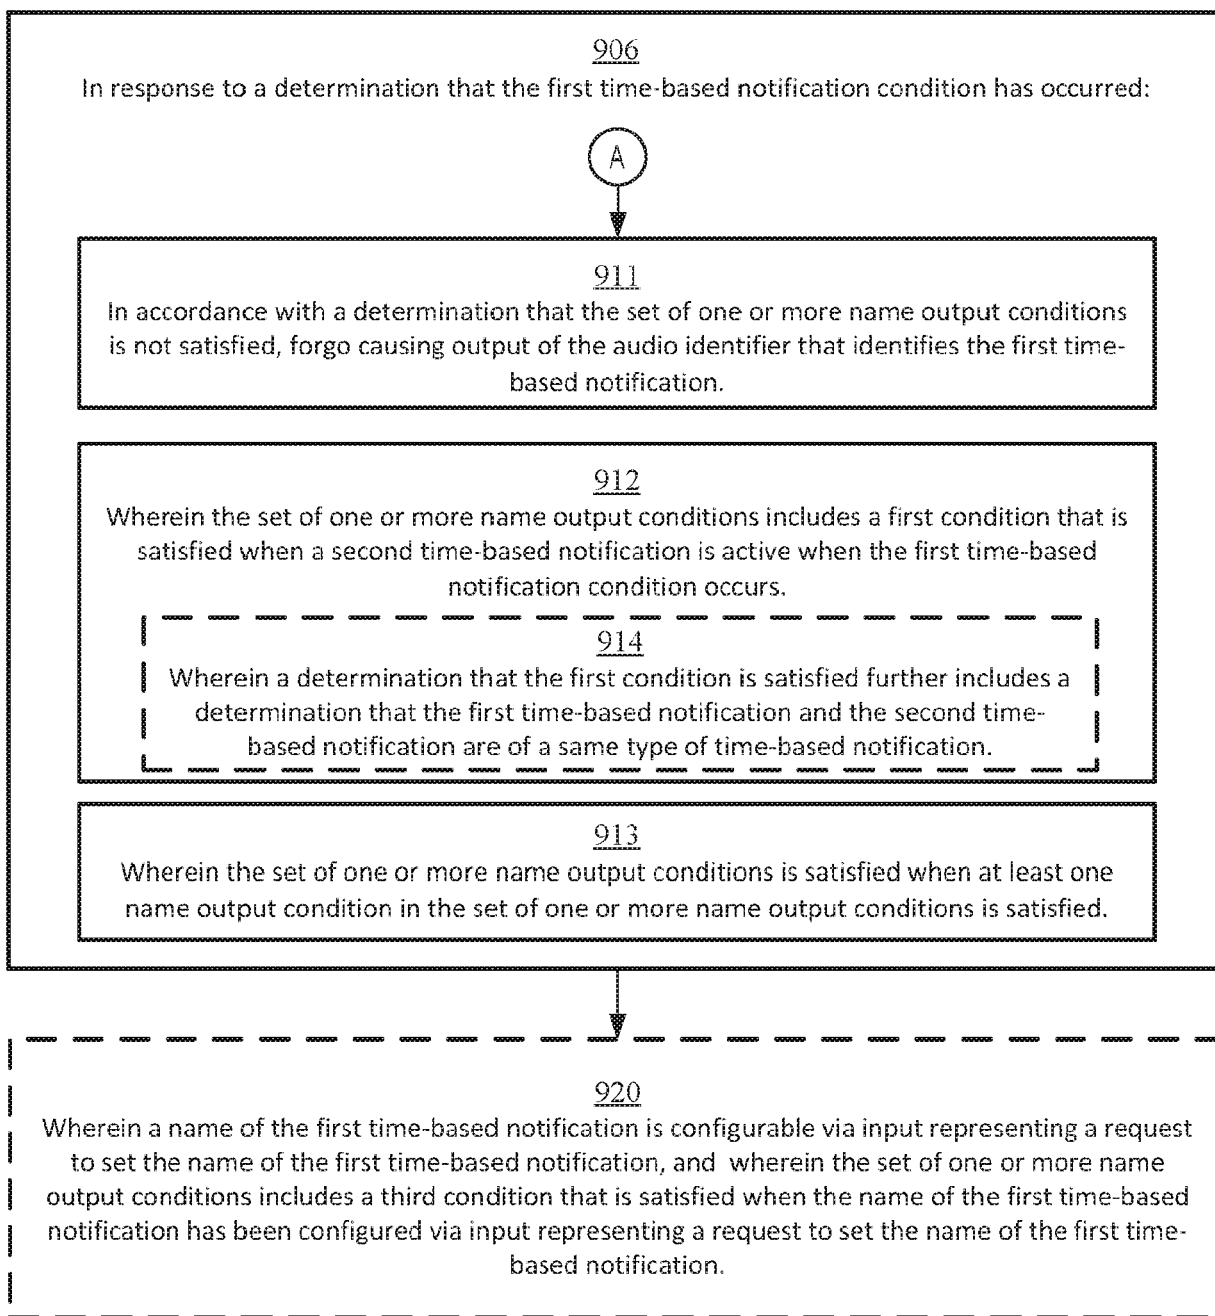 906
In response to a determination that the first time-based notification condition has occurred:
A
911
In accordance with a determination that the set of one or more name output conditions
is not satisfied, forgo causing output of the audio identifier that identifies the first time-
based notification.
912
Wherein the set of one or more name output conditions includes a first condition that is
satisfied when a second time-based notification is active when the first time-based
notification condition occurs.
914
Wherein a determination that the first condition is satisfied further includes a
determination that the first time-based notification and the second time-
based notification are of a same type of time-based notification.
913
Wherein the set of one or more name output conditions is satisfied when at least one
name output condition in the set of one or more name output conditions is satisfied.
920
Wherein a name of the first time-based notification is configurable via input representing a request
to set the name of the first time-based notification, and wherein the set of one or more name
output conditions includes a third condition that is satisfied when the name of the first time-based
notification has been configured via input representing a request to set the name of the first time-
based notification.